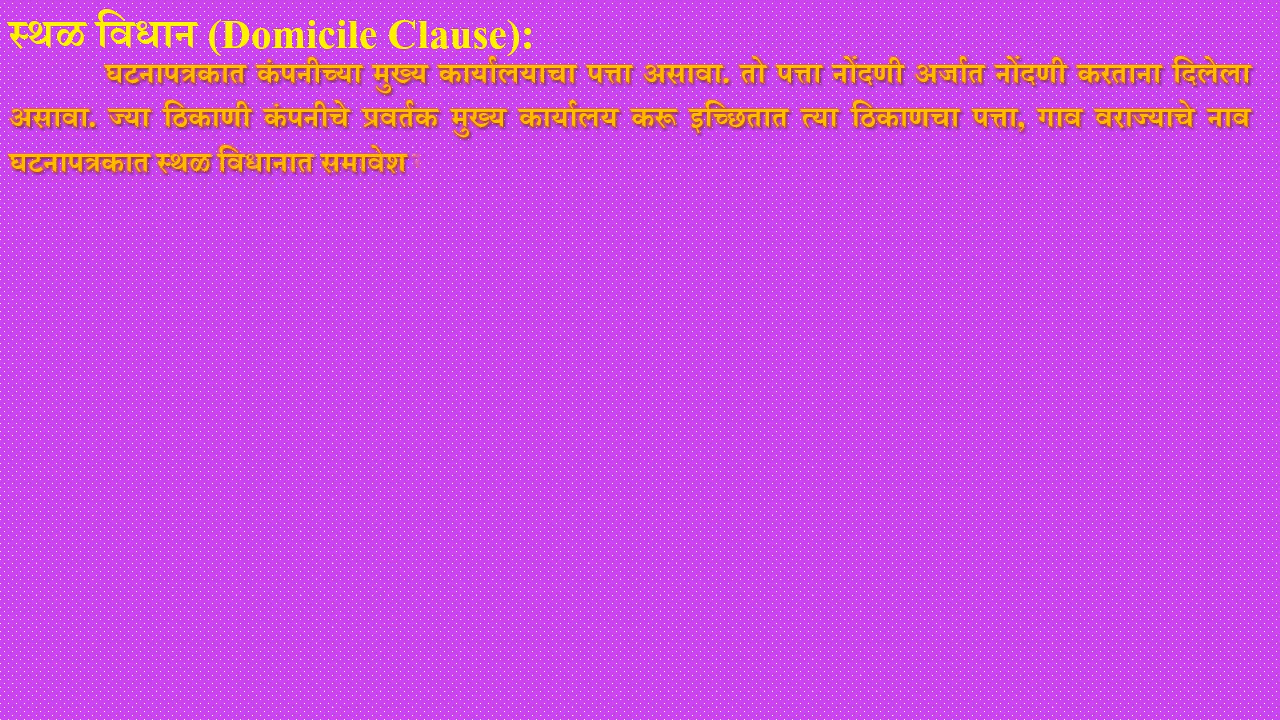 स्थळ विधान (Domicile Clause):
घटनापत्रकात कंपनीच्या मुख्य कार्यालयाचा पत्ता असावा. तो पत्ता नोंदणी अर्जात नोंदणी करताना दिलेला
असावा. ज्या ठिकाणी कंपनीचे प्रवर्तक मुख्य कार्यालय करू इच्छितात त्या ठिकाणचा पत्ता, गाव वराज्याचे नाव
घटनापत्रकात स्थळ विधानात समावेश